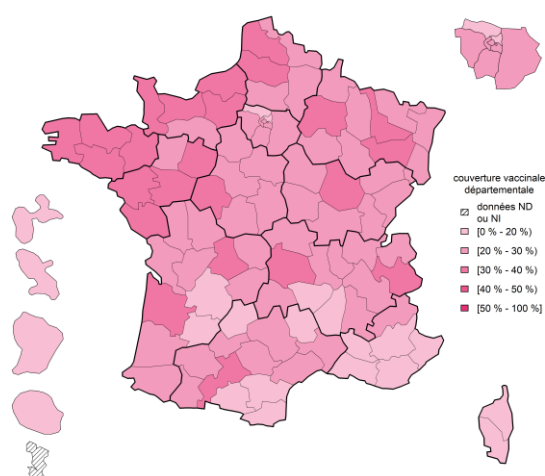 couverture vaccinale
départementale
données ND
ou NI
[0 % - 20 %)
[20 % - 30 %)
[30 % - 40 %)
[40 % - 50 %)
[50 % - 100 %]